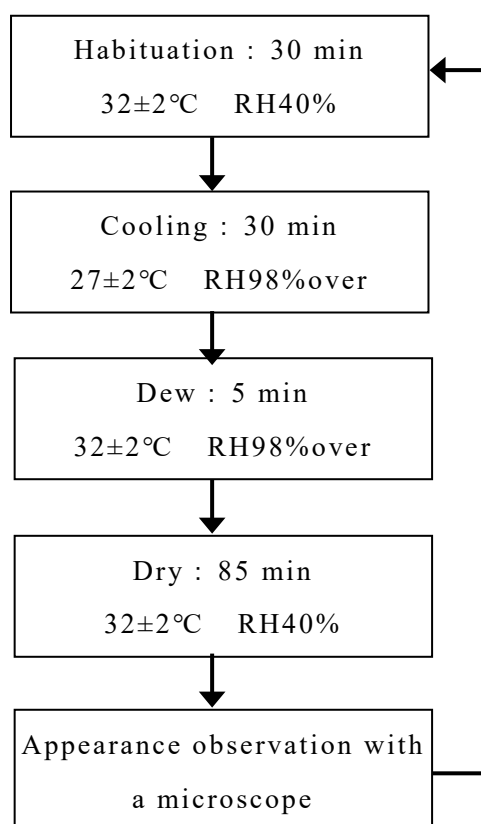 Habituation : 30 min
32±2℃ RH40%
Cooling : 30 min
27±2℃ RH98%over
Dew : 5 min
32±2℃ RH98%over
Dry : 85 min
32±2℃ RH40%
Appearance observation with
a microscope